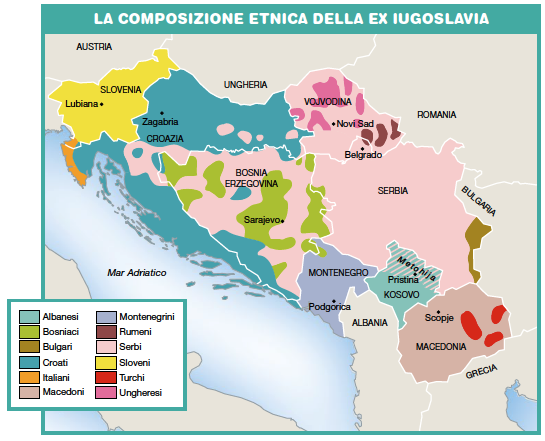 LA COMPOSIZIONE ETNICA DELLA EX IUGOSLAVIA
AUSTRIA
SLOVENIA
Lubiana
UNGHERIA
Zagabria
CROAZIA
VOJVODINA
Novi Sad
ROMANIA
Belgrado
BOSNIA
ERZEGOVINA
Sarajevo
SERBIA
BULGARIA
Mar Adriatico
MONTENEGRO
Metohija
Pristina
KOSOVO
Podgorica
ALBANIA
Scopje
MACEDONIA
GRECIA
Albanesi
Bosniaci
Bulgari
Croati
Italiani
Macedoni
Montenegrini
Rumeni
Serbi
Sloveni
Turchi
Ungheresi